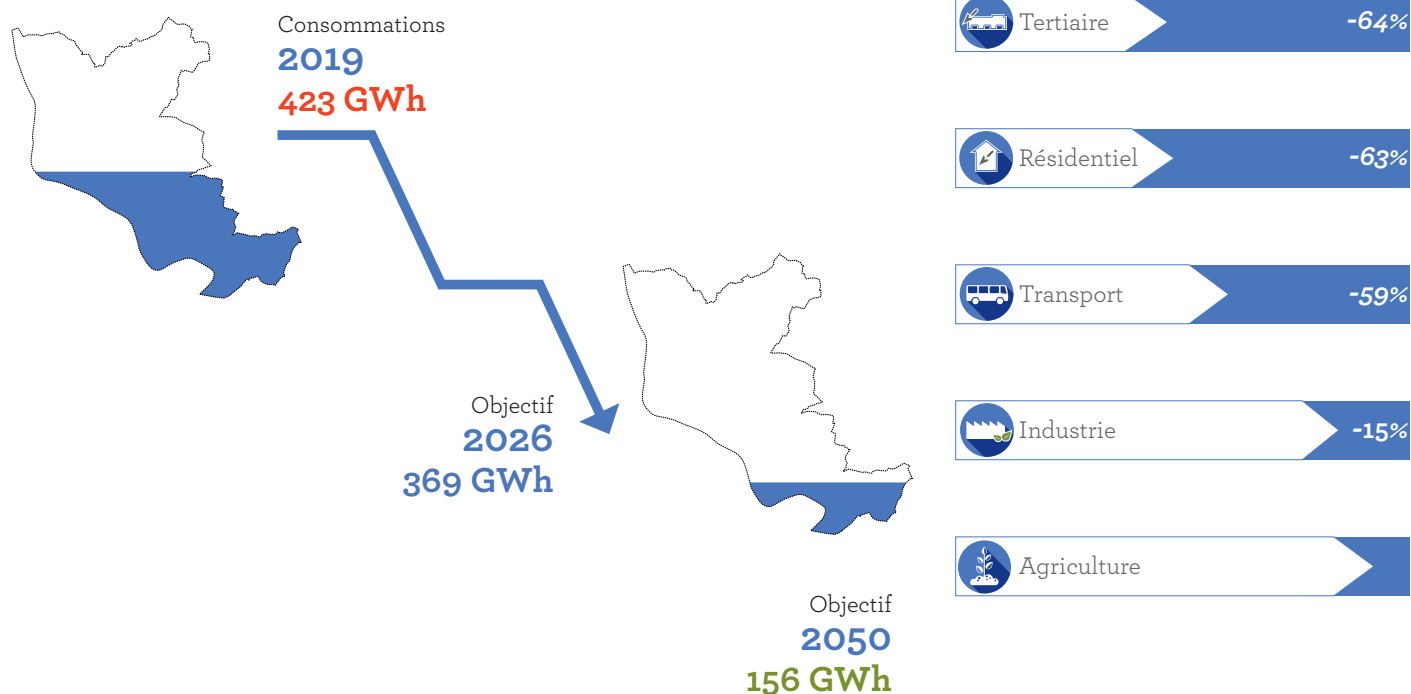 Consommations
2019
423 GWh
Objectif
2026
369 GWh
Objectif
2050
156 GWh
Tertiaire -64%
Résidentiel -63%
Transport -59%
Industrie -15%
Agriculture